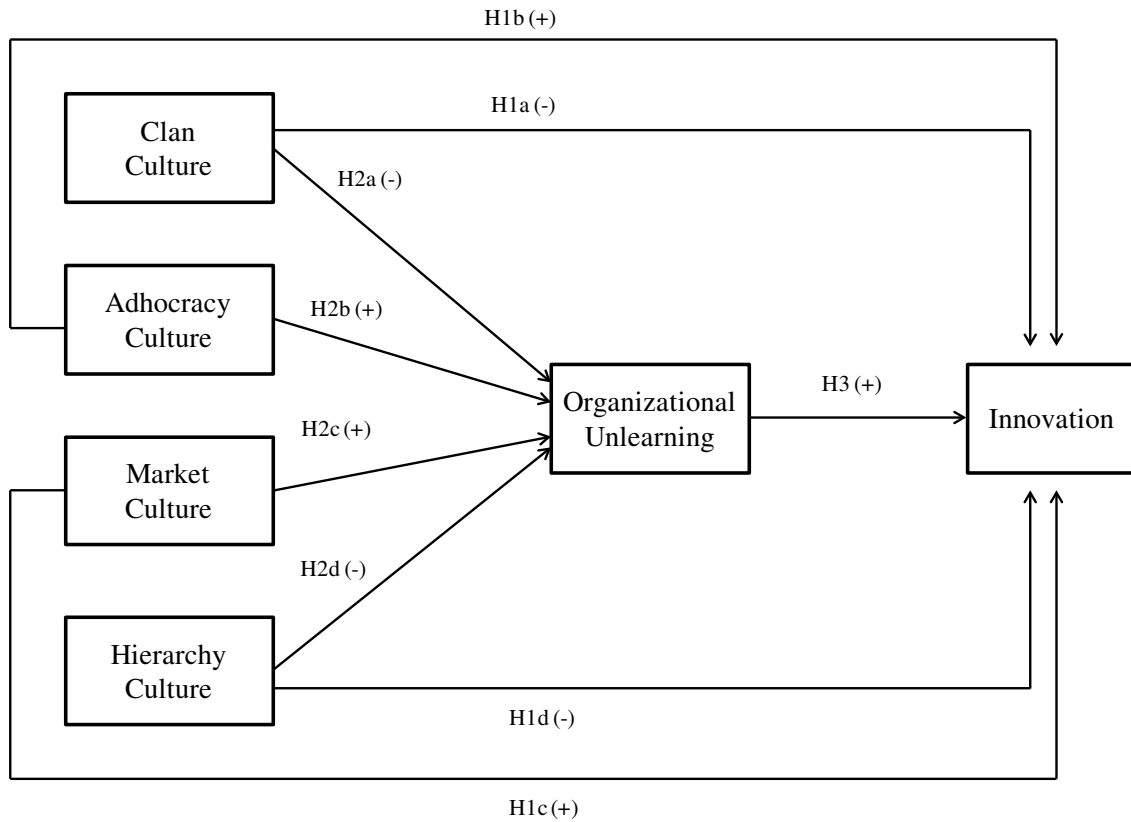 H1b (+)
H1a (-)
Clan
Culture
H2a (-)
Adhocracy
Culture
H2b (+)
Organizational
Unlearning
H3 (+)
Innovation
H2c (+)
Market
Culture
H2d (-)
Hierarchy
Culture
H1d (-)
H1c (+)